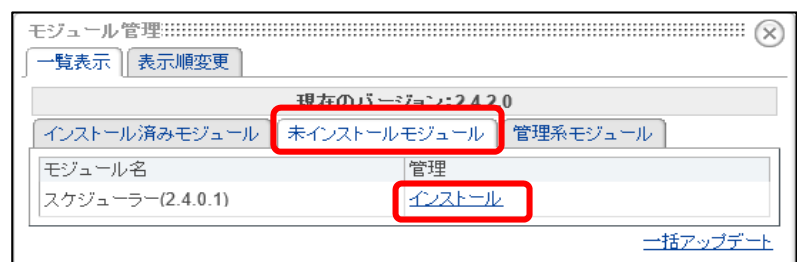 モジュール管理
一覧表示 表示順変更
現在のバージョン:2.4.2.0
インストール済みモジュール 未インストールモジュール 管理系モジュール
モジュール名 管理
スケジューラー(2.4.0.1) インストール
一括アップデート